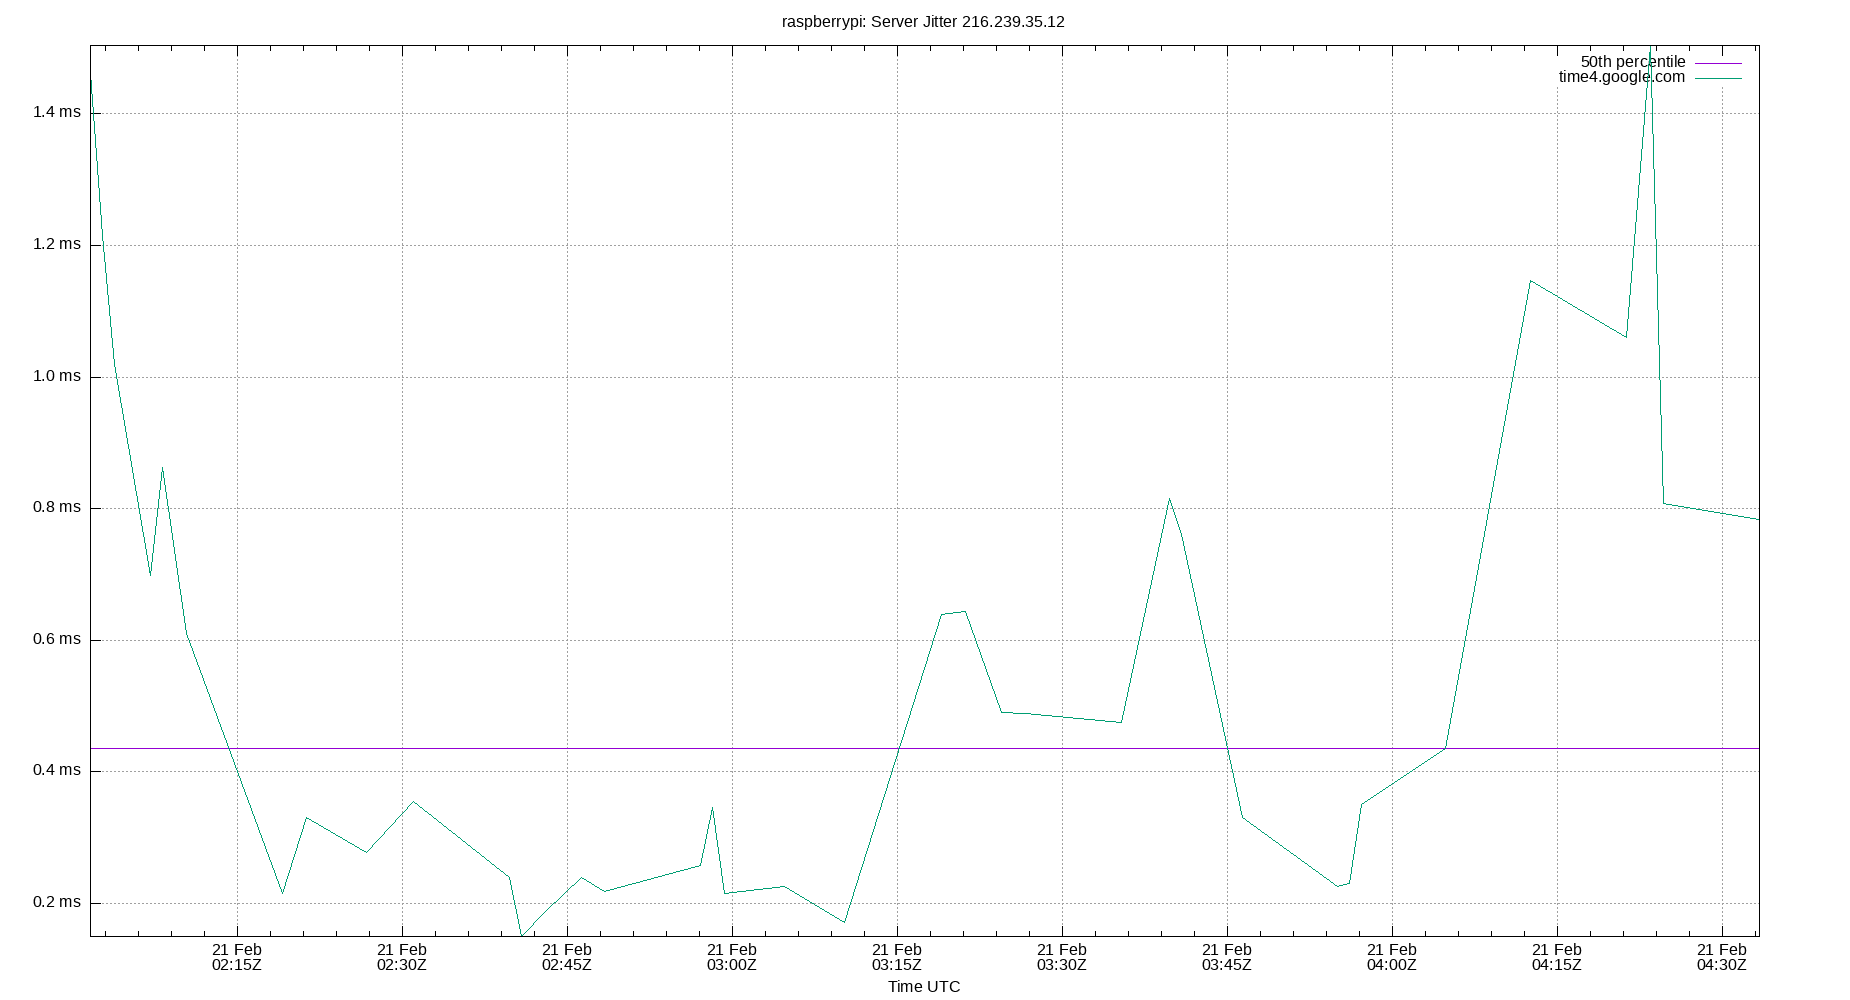 raspberrypi: Server Jitter 216.239.35.12
50th percentile
time4.google.com
1.4 ms
1.2 ms
1.0 ms
0.8 ms
0.6 ms
0.4 ms
0.2 ms
21 Feb 21 Feb 21 Feb 21 Feb 21 Feb 21 Feb 21 Feb 21 Feb 21 Feb 21 Feb
02:15Z 02:30Z 02:45Z 03:00Z 03:15Z 03:30Z 03:45Z 04:00Z 04:15Z 04:30Z
Time UTC